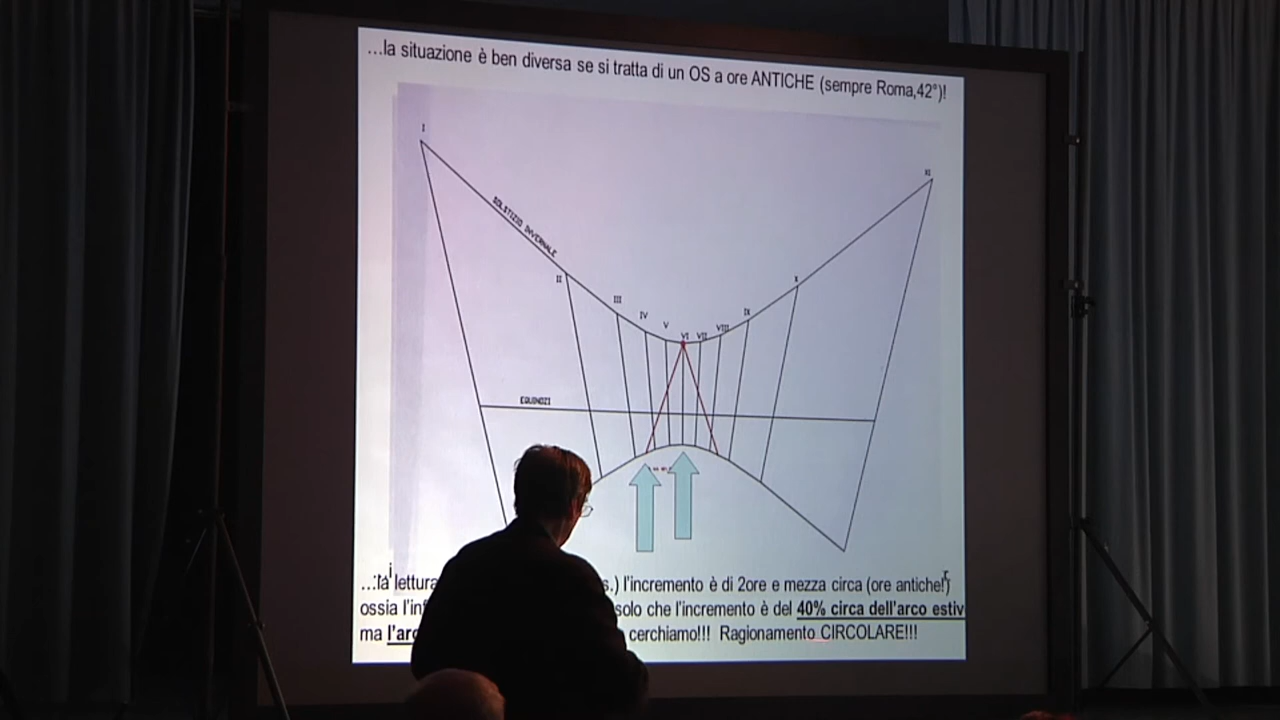 ...la situazione è ben diversa se si tratta di un OS a ore ANTICHE (sempre Roma,42°)!
I
XI
SOLSTIZIO INVERNALE
II
X
III
IX
IV
VIII
V
VI
VII
EQUINOZI
...la lettura s.) l'incremento è di 2ore e mezza circa (ore antiche!)
ossia l'in solo che l'incremento è del 40% circa dell'arco estiv
ma l'arc cerchiamo!!! Ragionamento CIRCOLARE!!!